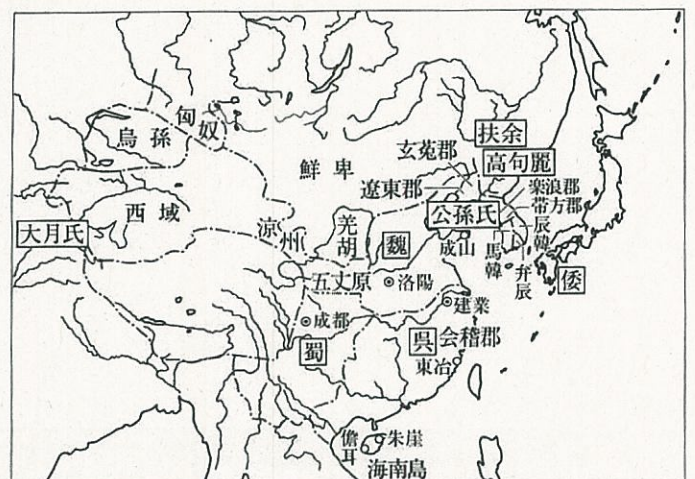 扶余
匈奴
烏孫
玄菟郡
高句麗
鮮卑
遼東郡
楽浪郡
帯方郡
西域
公孫氏
辰韓
大月氏
涼州
羌胡
魏
成山
馬韓
弁辰
倭
五丈原
洛陽
建業
成都
呉
会稽郡
蜀
東冶
儋耳
朱崖
海南島